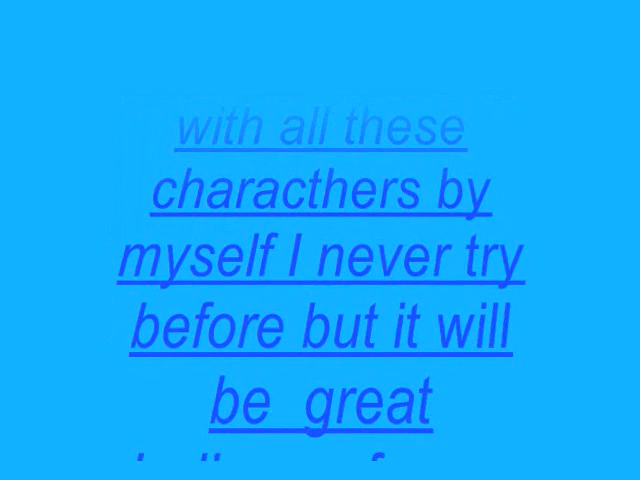 with all these
characthers by
myself I never try
before but it will
be  great